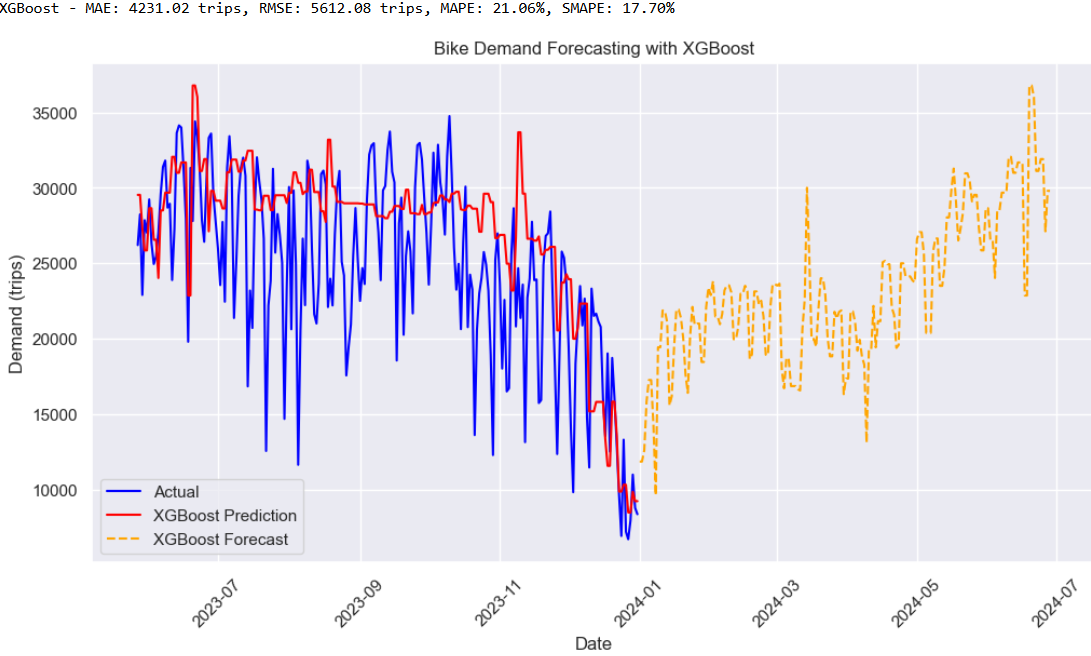 XGBoost - MAE: 4231.02 trips, RMSE: 5612.08 trips, MAPE: 21.06%, SMAPE: 17.70%
Bike Demand Forecasting with XGBoost
Demand (trips)
35000
30000
25000
20000
15000
10000
Actual
XGBoost Prediction
XGBoost Forecast
2023-07
2023-09
2023-11
2024-01
2024-03
2024-05
2024-07
Date